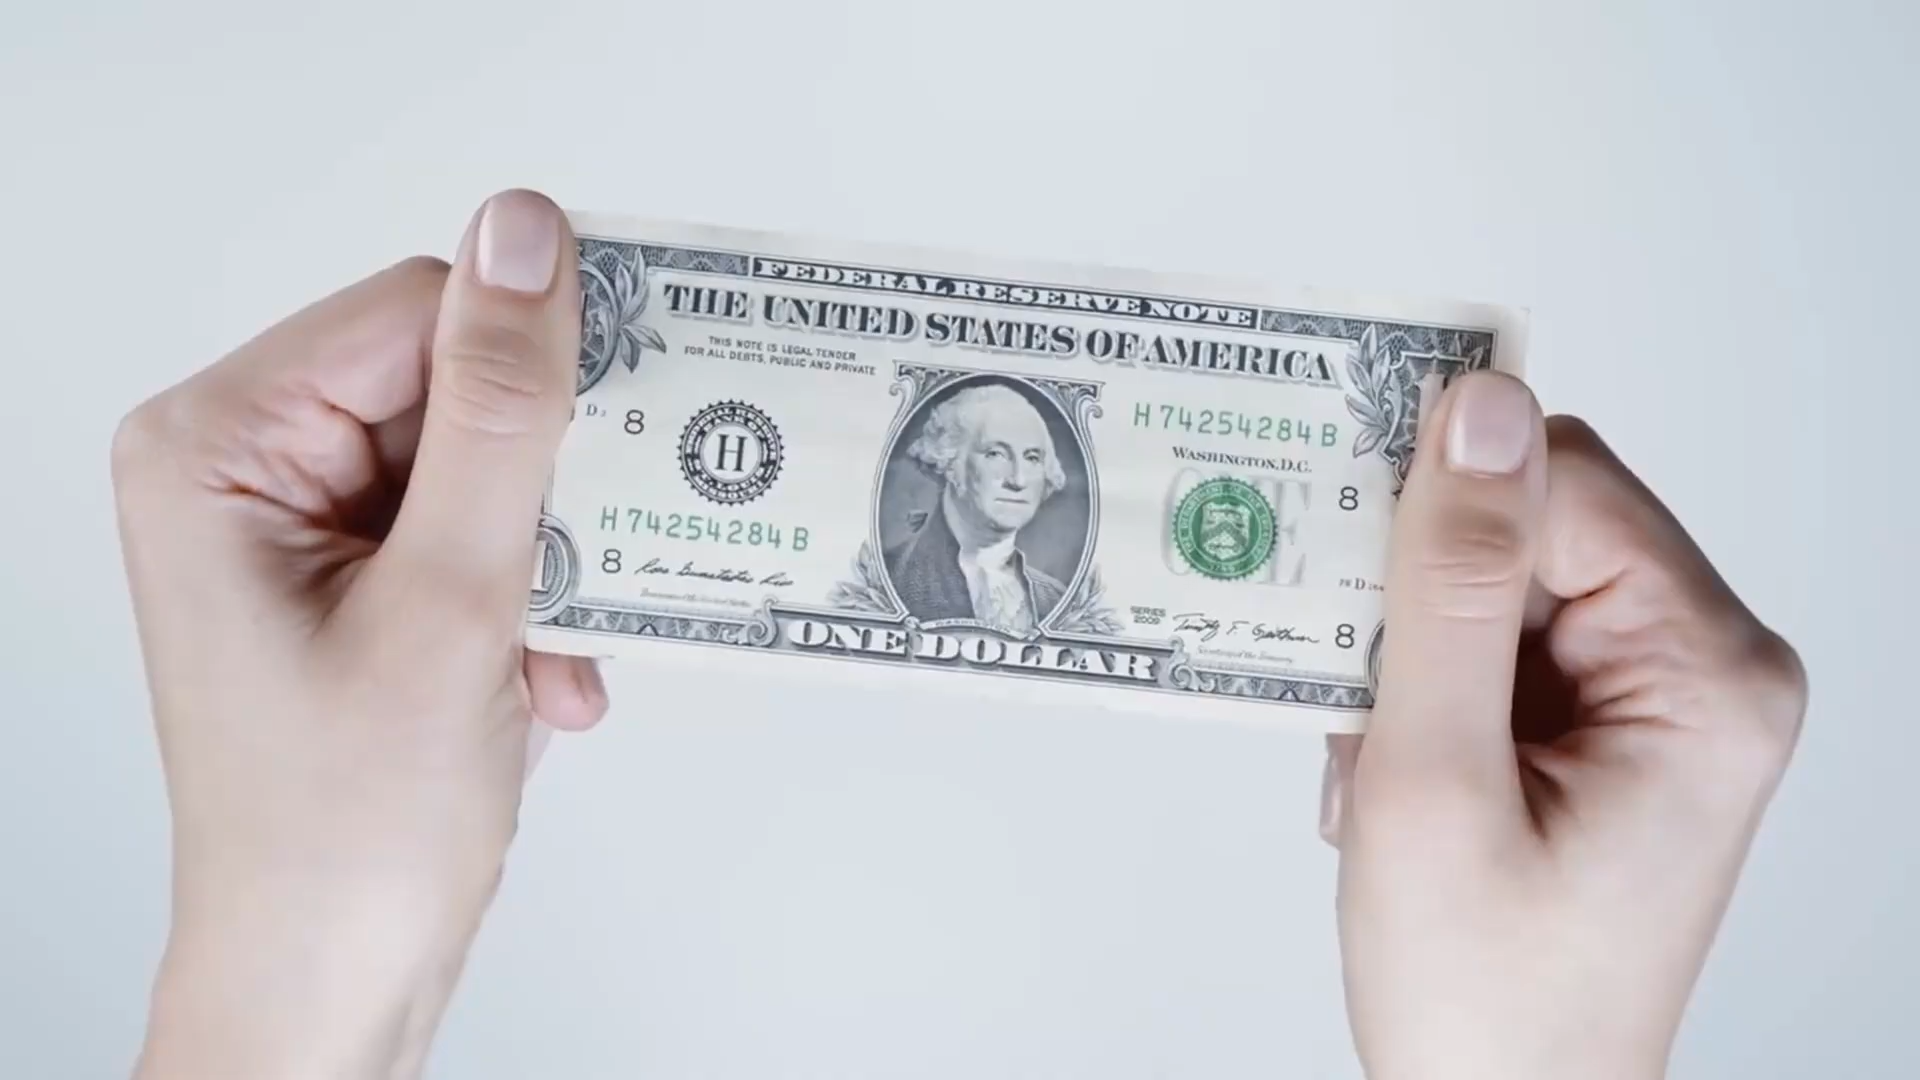 FEDERAL RESERVE NOTE
THE UNITED STATES OF AMERICA
THIS NOTE IS LEGAL TENDER
FOR ALL DEBTS, PUBLIC AND PRIVATE
H 74254284 B
WASHINGTON, D.C.
8
H
8
H 74254284 B
8
SERIES
2009
8
ONE DOLLAR